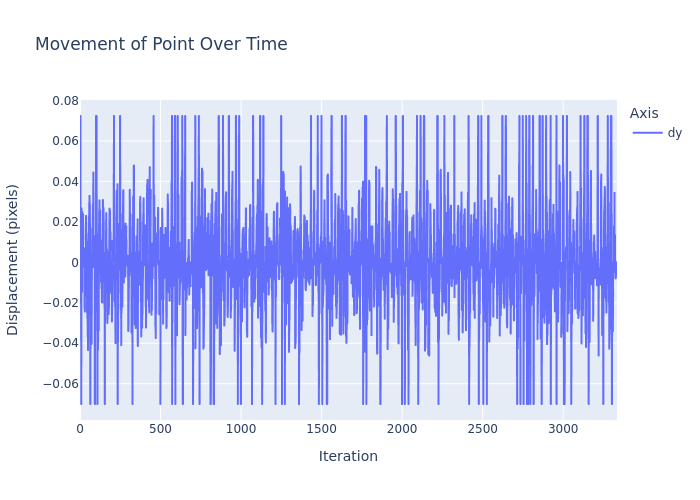 Movement of Point Over Time
Axis
dy
Displacement (pixels)
0.08
0.06
0.04
0.02
0
−0.02
−0.04
−0.06
0 500 1000 1500 2000 2500 3000
Iteration